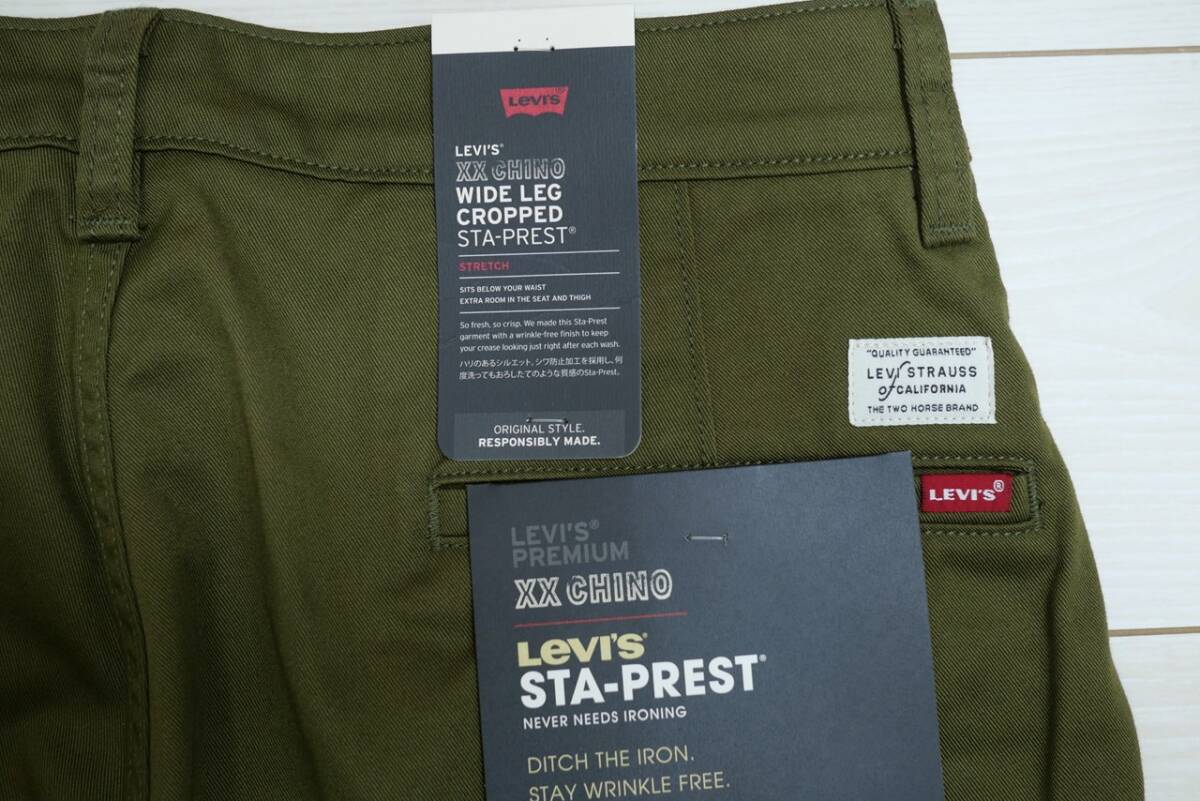 LEVI'S®
LEVI'S®
XX CHINO
WIDE LEG
CROPPED
STA-PREST®
STRETCH
SITS BELOW YOUR WAIST
EXTRA ROOM IN THE SEAT AND THIGH
So fresh, so crisp. We made this Sta-Prest
garment with a wrinkle-free finish to keep
your crease looking just right after each wash.
ハリのあるシルエット、シワ防止加工を採用し、何
度洗ってもおろしたてのような質感のSta-Prest。
ORIGINAL STYLE.
RESPONSIBLY MADE.
"QUALITY GUARANTEED"
LEVI STRAUSS
of CALIFORNIA
THE TWO HORSE BRAND
LEVI'S®
LEVI'S®
PREMIUM
XX CHINO
LEVI'S®
STA-PREST®
NEVER NEEDS IRONING
DITCH THE IRON.
STAY WRINKLE FREE.